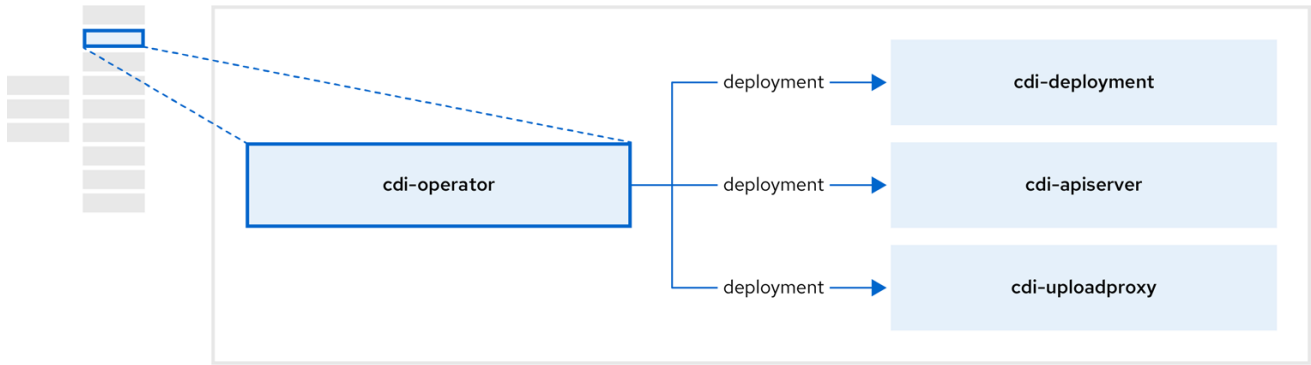 deployment
cdi-deployment
cdi-operator
deployment
cdi-apiserver
deployment
cdi-uploadproxy